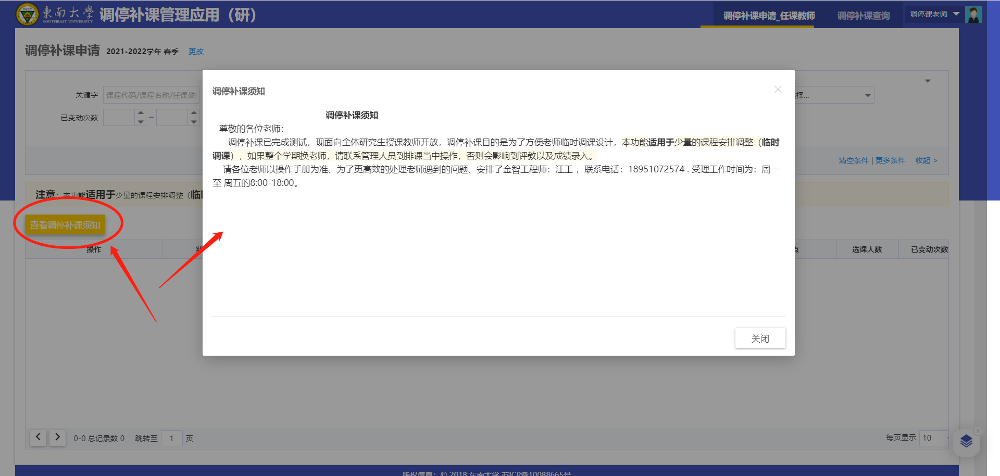 東南大學
SOUTHEAST UNIVERSITY
调停补课管理应用（研）
调停补课申请_任课教师
调停补课查询
调停课老师
调停补课申请 2021-2022学年 春季 更改
关键字 课程代码/课程名称/任课教
择...
已变动次数 –
清空条件 | 更多条件 收起 >
注意：本功能适用于少量的课程安排调整（临
查看调停补课须知
操作
选课人数
已变动次数
调停补课须知
调停补课须知
尊敬的各位老师：
调停补课已完成测试，现面向全体研究生授课教师开放，调停补课目的是为了方便老师临时调课设计，本功能适用于少量的课程安排调整（临时
调课），如果整个学期换老师，请联系管理人员到排课当中操作，否则会影响到评教以及成绩录入。
请各位老师以操作手册为准、为了更高效的处理老师遇到的问题、安排了金智工程师：汪工 ，联系电话：18951072574 . 受理工作时间为：周一
至 周五的8:00-18:00。
关闭
0-0 总记录数 0 跳转至 1 页
每页显示 10
版权信息：© 2018 东南大学 苏ICP备10088665号